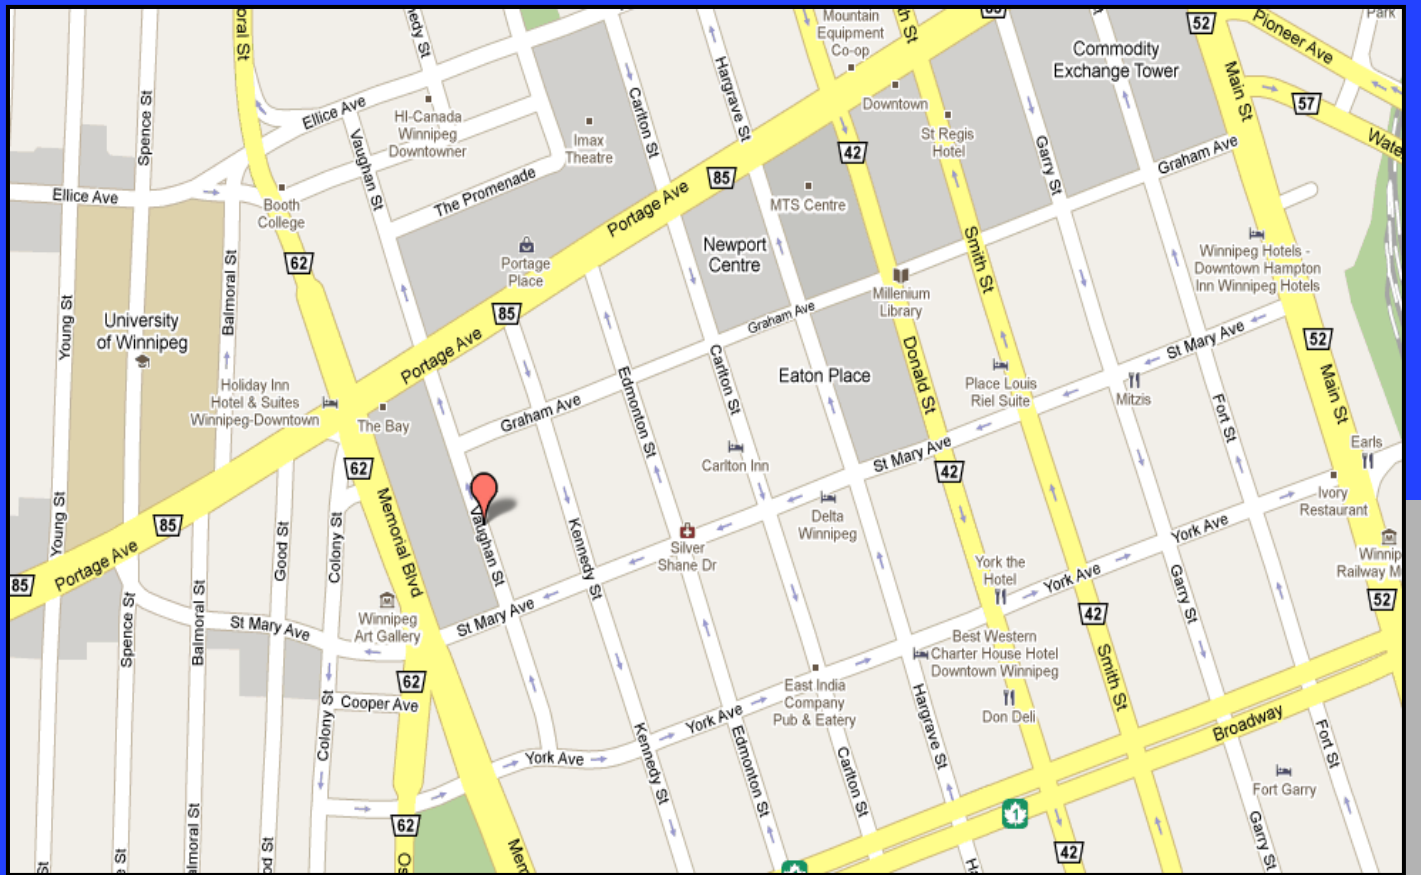 Mountain
Equipment
Co-op
52
Park
Pioneer Ave
Commodity
Exchange Tower
Main St
57
Spence St
Ellice Ave
HI-Canada
Winnipeg
Downtowner
Imax
Theatre
Carlton St
Hargrave St
Downtown
St Regis
Hotel
42
Garry St
Graham Ave
Vaughan St
Ellice Ave
Booth
College
The Promenade
85
Portage Ave
MTS Centre
Newport
Centre
Smith St
Winnipeg Hotels -
Downtown Hampton
Inn Winnipeg Hotels
62
Portage
Place
Millenium
Library
Young St
Balmoral St
University
of Winnipeg
85
Portage Ave
Graham Ave
St Mary Ave
52
Main St
Holiday Inn
Hotel & Suites
Winnipeg-Downtown
The Bay
Graham Ave
Edmonton St
Carlton St
Eaton Place
Donald St
Place Louis
Riel Suite
Mitzis
Fort St
Earls
62
Carlton Inn
St Mary Ave
42
Ivory
Restaurant
Young St
85
Portage Ave
85
Good St
Colony St
Memorial Blvd
Vaughan St
Kennedy St
Silver
Shane Dr
Delta
Winnipeg
York Ave
York the
Hotel
York Ave
Garry St
52
Spence St
Balmoral St
St Mary Ave
Winnipeg
Art Gallery
St Mary Ave
42
Best Western
Charter House Hotel
Downtown Winnipeg
62
Cooper Ave
Colony St
East India
Company
Pub & Eatery
Hargrave St
Don Deli
Smith St
Broadway
York Ave
York Ave
Kennedy St
Edmonton St
Carlton St
Fort St
Fort Garry
1
62
42
Garry St